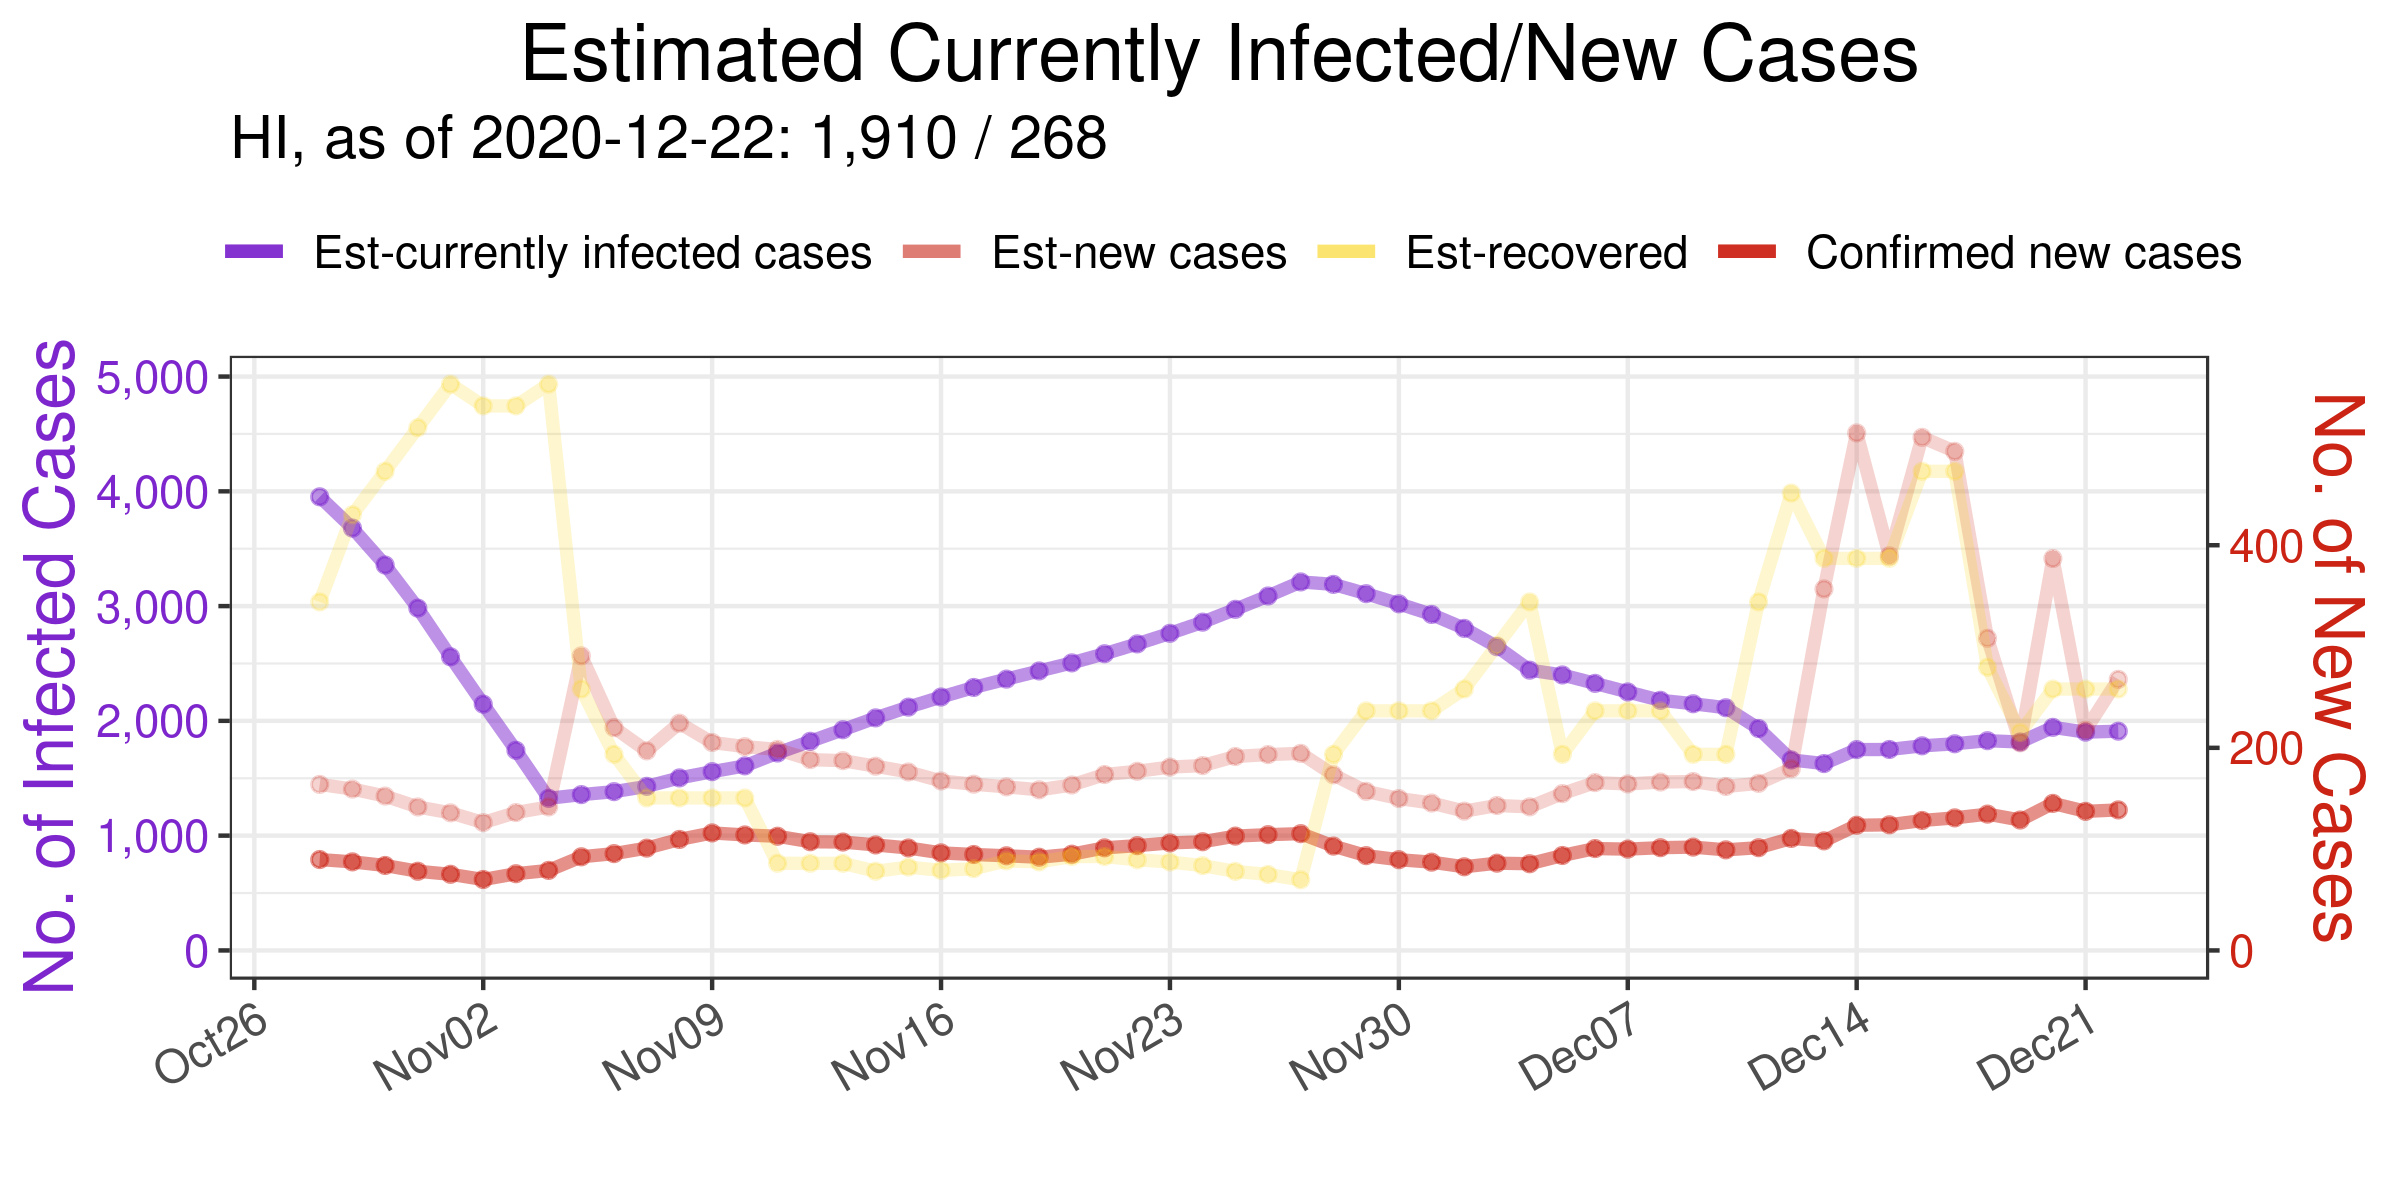 Estimated Currently Infected/New Cases
HI, as of 2020-12-22: 1,910 / 268
Est-currently infected cases Est-new cases Est-recovered Confirmed new cases
No. of Infected Cases
5,000
4,000
3,000
2,000
1,000
0
400
200
0
No. of New Cases
Oct26 Nov02 Nov09 Nov16 Nov23 Nov30 Dec07 Dec14 Dec21